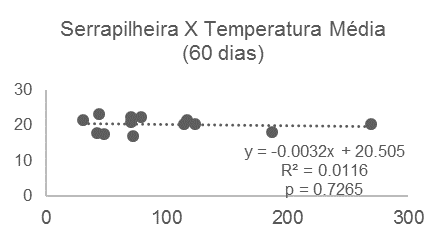 Serrapilheira X Temperatura Média
(60 dias)
30
20
10
0
y = -0.0032x + 20.505
R² = 0.0116
p = 0.7265
0 100 200 300